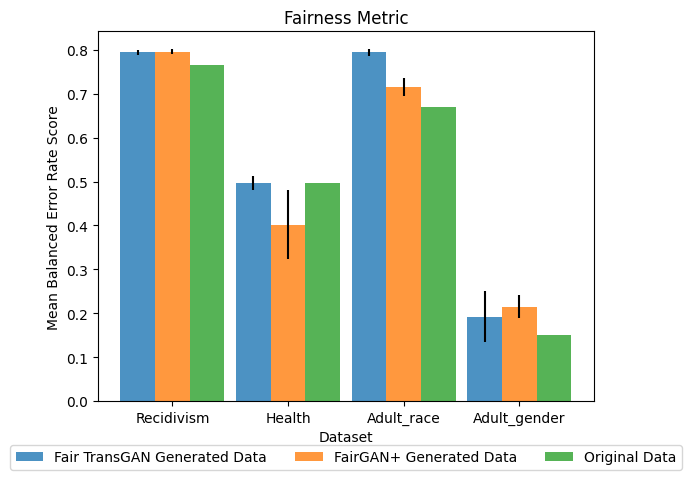 Fairness Metric
Mean Balanced Error Rate Score
0.8
0.7
0.6
0.5
0.4
0.3
0.2
0.1
0.0
Recidivism Health Adult_race Adult_gender
Dataset
Fair TransGAN Generated Data FairGAN+ Generated Data Original Data